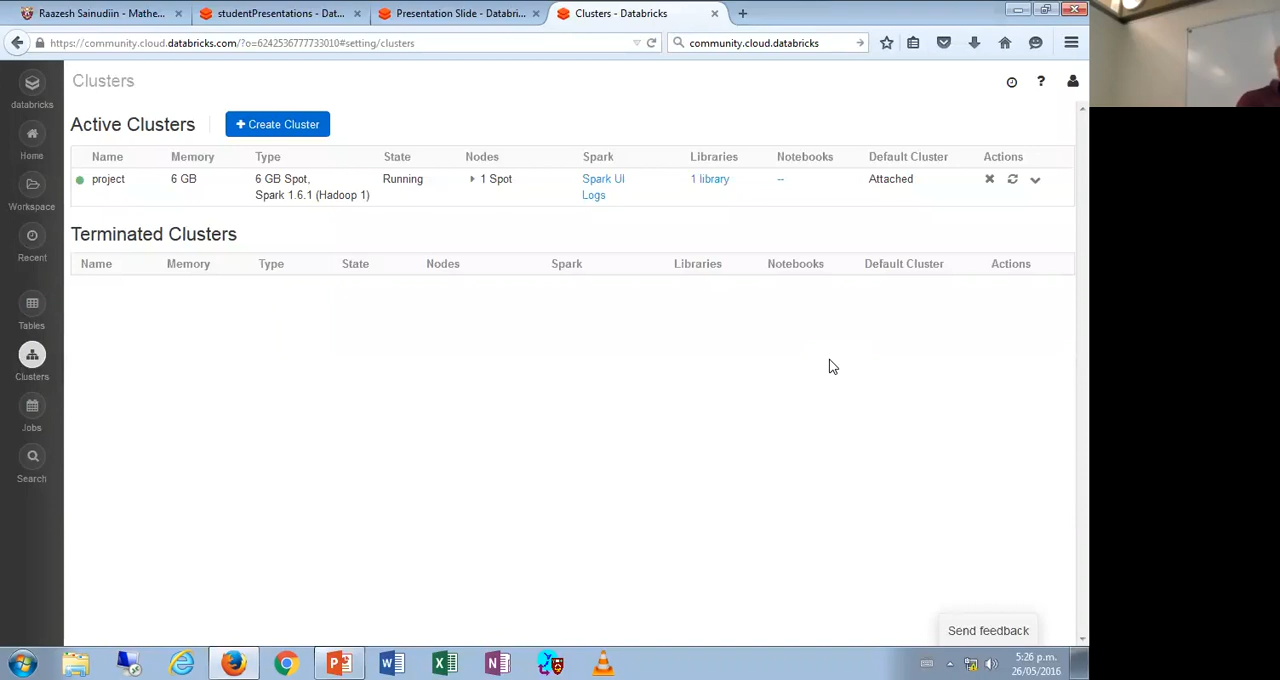 Raazesh Sainudiin - Mathe...
studentPresentations - Dat...
Presentation Slide - Databri...
Clusters - Databricks
https://community.cloud.databricks.com/?o=6242536777733010#setting/clusters
community.cloud.databricks
databricks
Home
Workspace
Recent
Tables
Clusters
Jobs
Search
Clusters
Active Clusters
+ Create Cluster
Name Memory Type State Nodes Spark Libraries Notebooks Default Cluster Actions
project 6 GB 6 GB Spot, Running 1 Spot Spark UI 1 library -- Attached
Spark 1.6.1 (Hadoop 1) Logs
Terminated Clusters
Name Memory Type State Nodes Spark Libraries Notebooks Default Cluster Actions
Send feedback
5:26 p.m.
26/05/2016